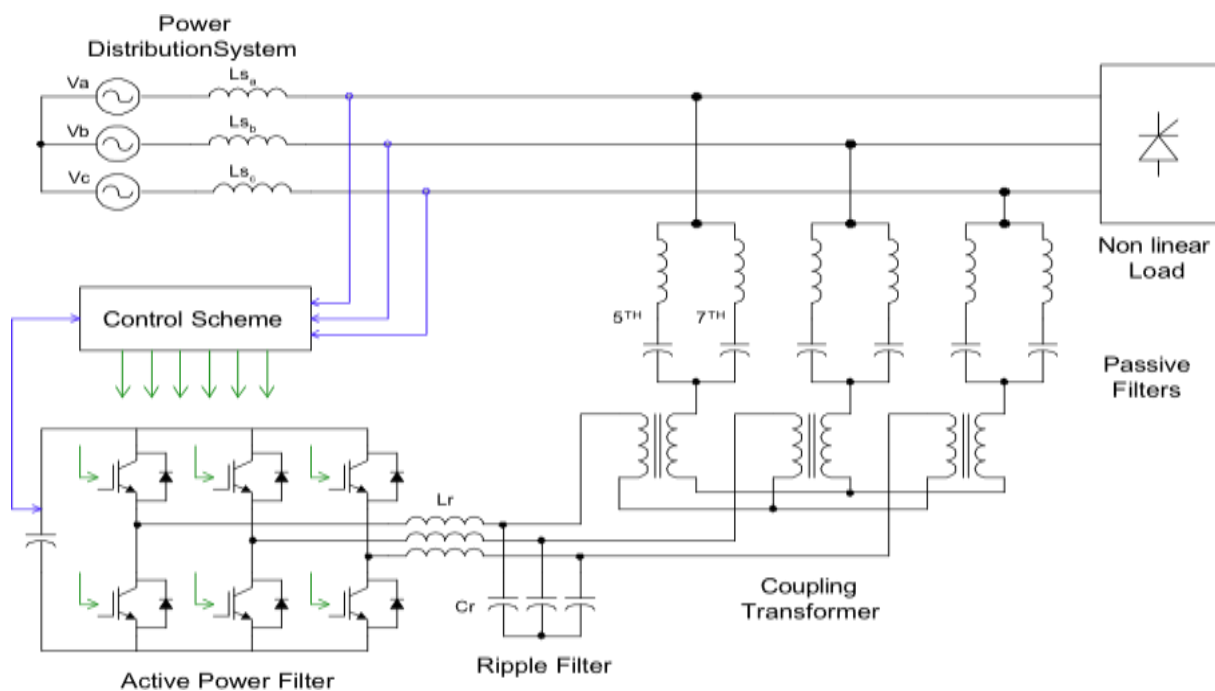 Power
DistributionSystem
Va
Lsa
Vb
Lsb
Vc
Lsc
Non linear
Load
Control Scheme
5TH
7TH
Passive
Filters
Lr
Cr
Coupling
Transformer
Ripple Filter
Active Power Filter